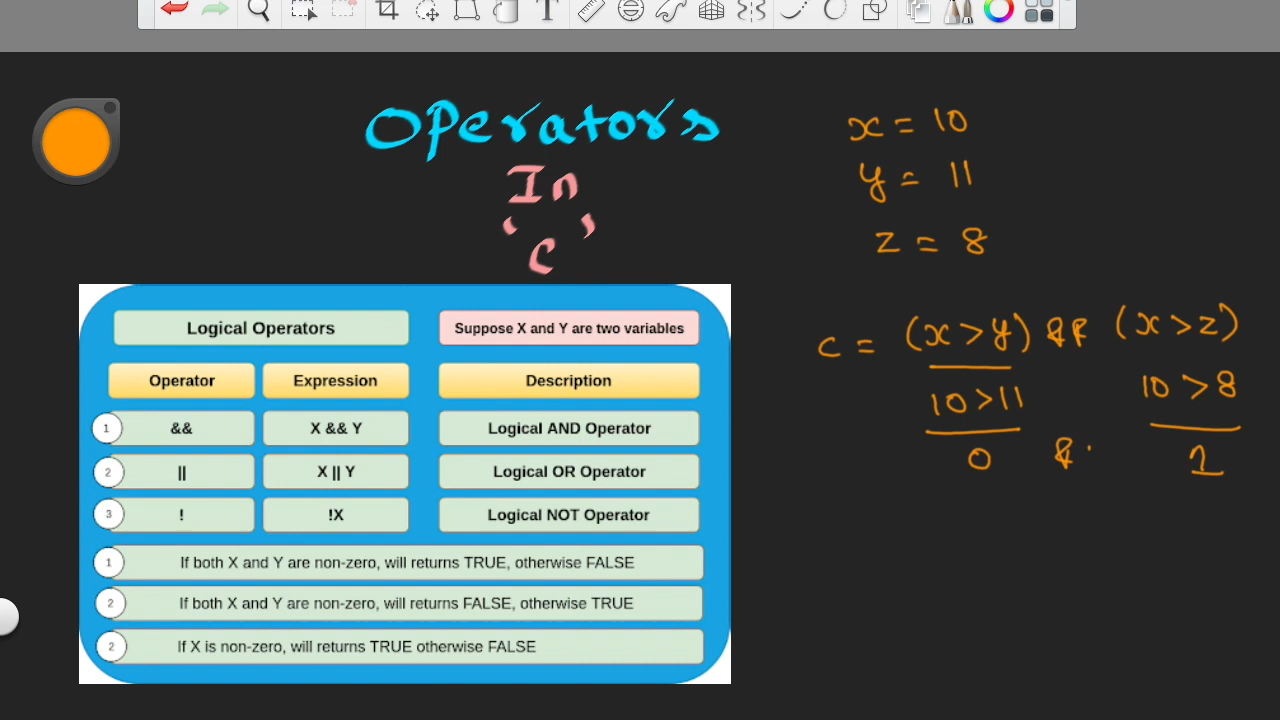 Operators
In
'C'
x = 10
y = 11
z = 8
c = (x > y) && (x > z)
10 > 11 10 > 8
0 & 1
Logical Operators Suppose X and Y are two variables
Operator Expression Description
1 && X && Y Logical AND Operator
2 || X || Y Logical OR Operator
3 ! !X Logical NOT Operator
1 If both X and Y are non-zero, will returns TRUE, otherwise FALSE
2 If both X and Y are non-zero, will returns FALSE, otherwise TRUE
2 If X is non-zero, will returns TRUE otherwise FALSE